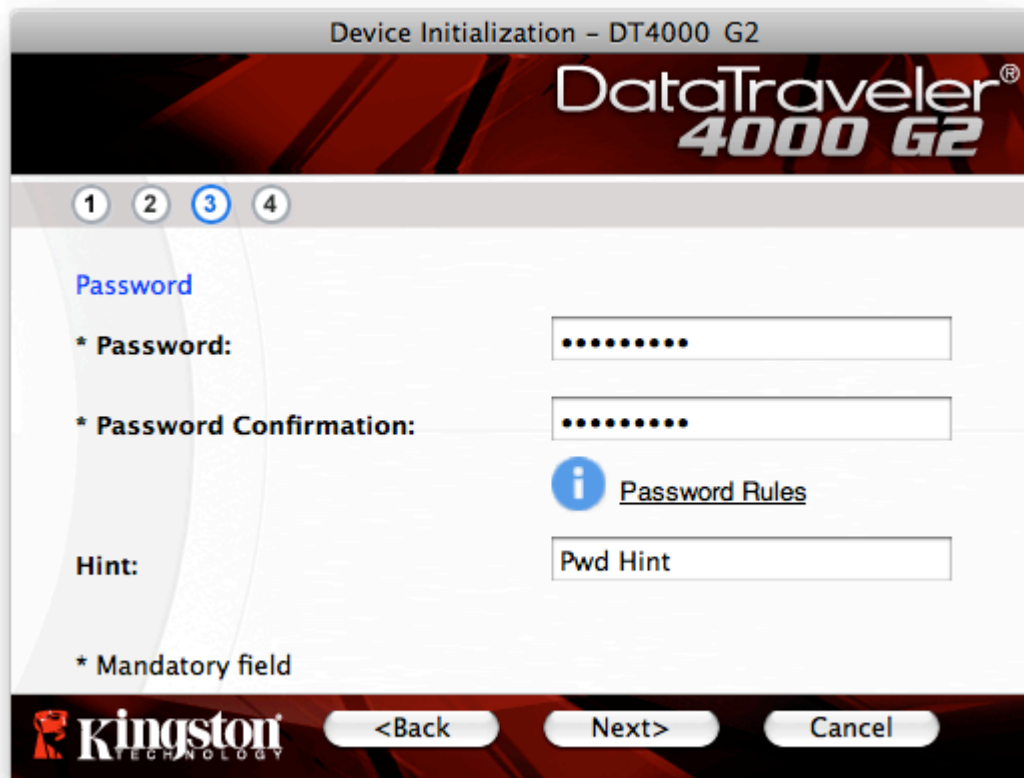 Device Initialization – DT4000 G2
DataTraveler®
4000 G2
1 2 3 4
Password
* Password: •••••••••
* Password Confirmation: •••••••••
i Password Rules
Hint: Pwd Hint
* Mandatory field
Kingston <Back Next> Cancel
TECHNOLOGY